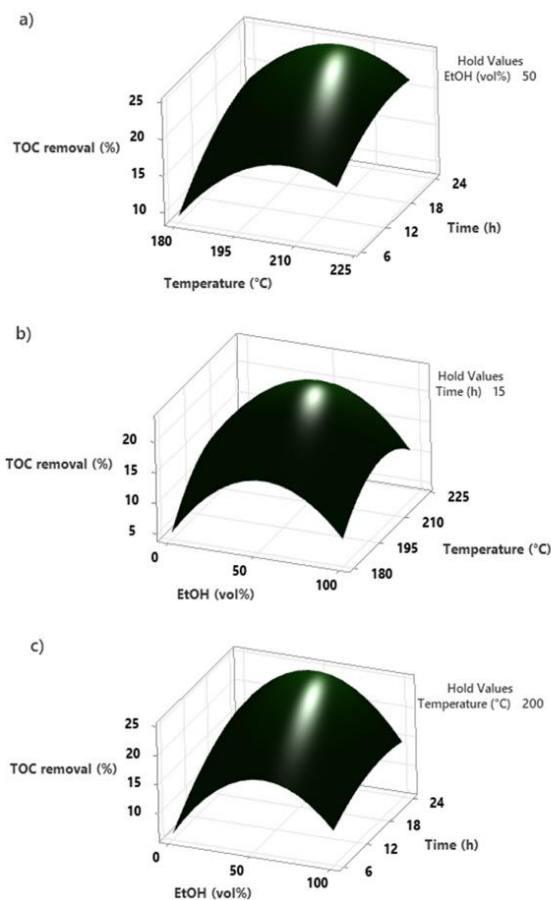 a)
Hold Values
EtOH (vol%) 50
25
20
TOC removal (%)
15
10
24
18
12
Time (h)
6
180
195
210
225
Temperature (°C)
b)
Hold Values
Time (h) 15
20
TOC removal (%)
15
10
5
225
210
195
Temperature (°C)
180
0
50
100
EtOH (vol%)
c)
Hold Values
Temperature (°C) 200
25
20
TOC removal (%)
15
10
24
18
12
Time (h)
6
0
50
100
EtOH (vol%)